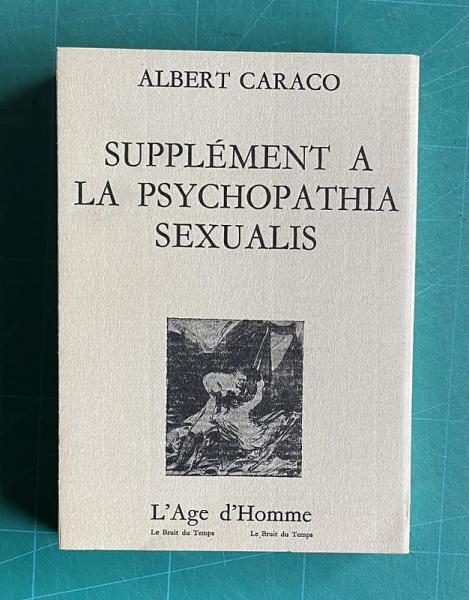 ALBERT CARACO
SUPPLÉMENT A
LA PSYCHOPATHIA
SEXUALIS
L'Age d'Homme
Le Bruit du Temps Le Bruit du Temps